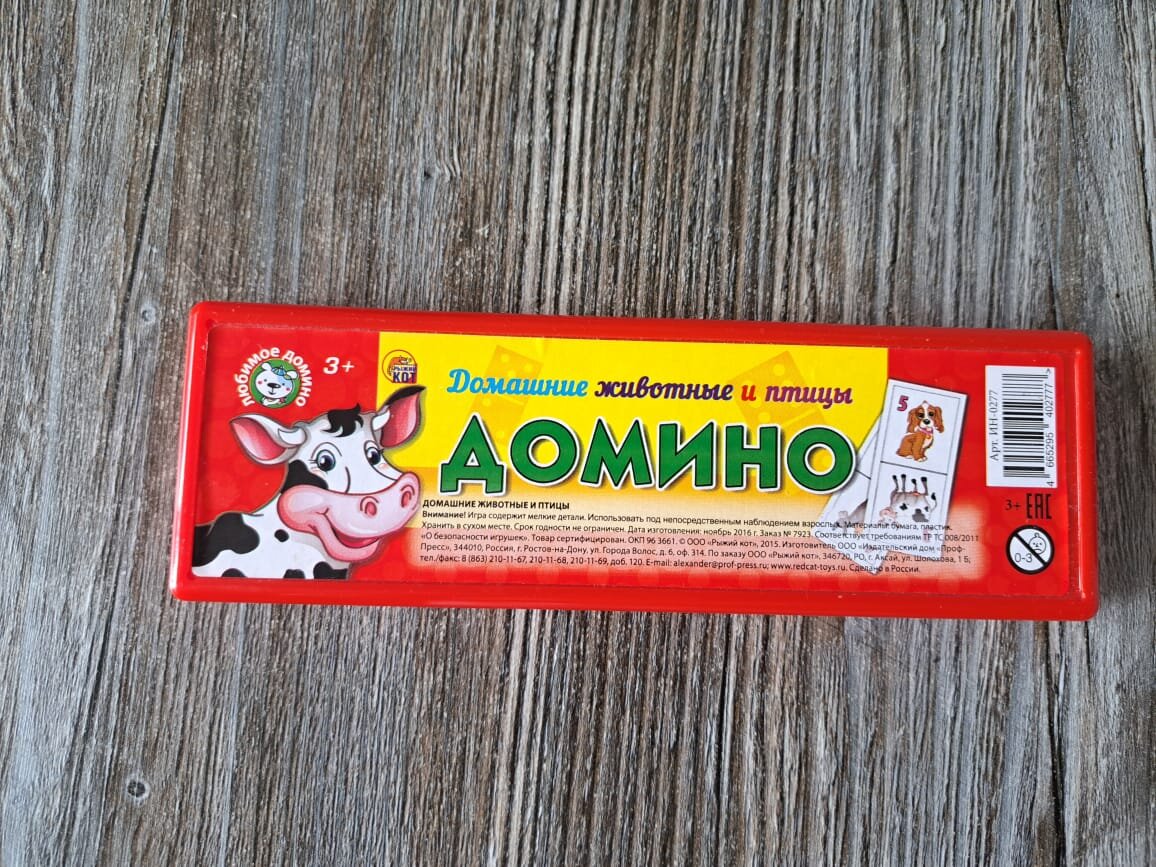 любимое домино
3+
РЫЖИЙ
КОТ
Домашние животные и птицы
ДОМИНО
5
Арт. ИН-0277
4 665295 402777 >
3+ EAC
0-3
ДОМАШНИЕ ЖИВОТНЫЕ И ПТИЦЫ
Внимание! Игра содержит мелкие детали. Использовать под непосредственным наблюдением взрослых. Материалы: бумага, пластик.
Хранить в сухом месте. Срок годности не ограничен. Дата изготовления: ноябрь 2016 г. Заказ № 7923. Соответствует требованиям ТР ТС 008/2011
«О безопасности игрушек». Товар сертифицирован. ОКП 96 3661. © ООО «Рыжий кот», 2015. Изготовитель ООО «Издательский дом «Проф-
Пресс», 344010, Россия, г. Ростов-на-Дону, ул. Города Волос, д. 6, оф. 314. По заказу ООО «Рыжий кот», 346720, РО, г. Аксай, ул. Шолохова, 1 Б;
тел./факс: 8 (863) 210-11-67, 210-11-68, 210-11-69, доб. 120. E-mail: alexander@prof-press.ru; www.redcat-toys.ru. Сделано в России.